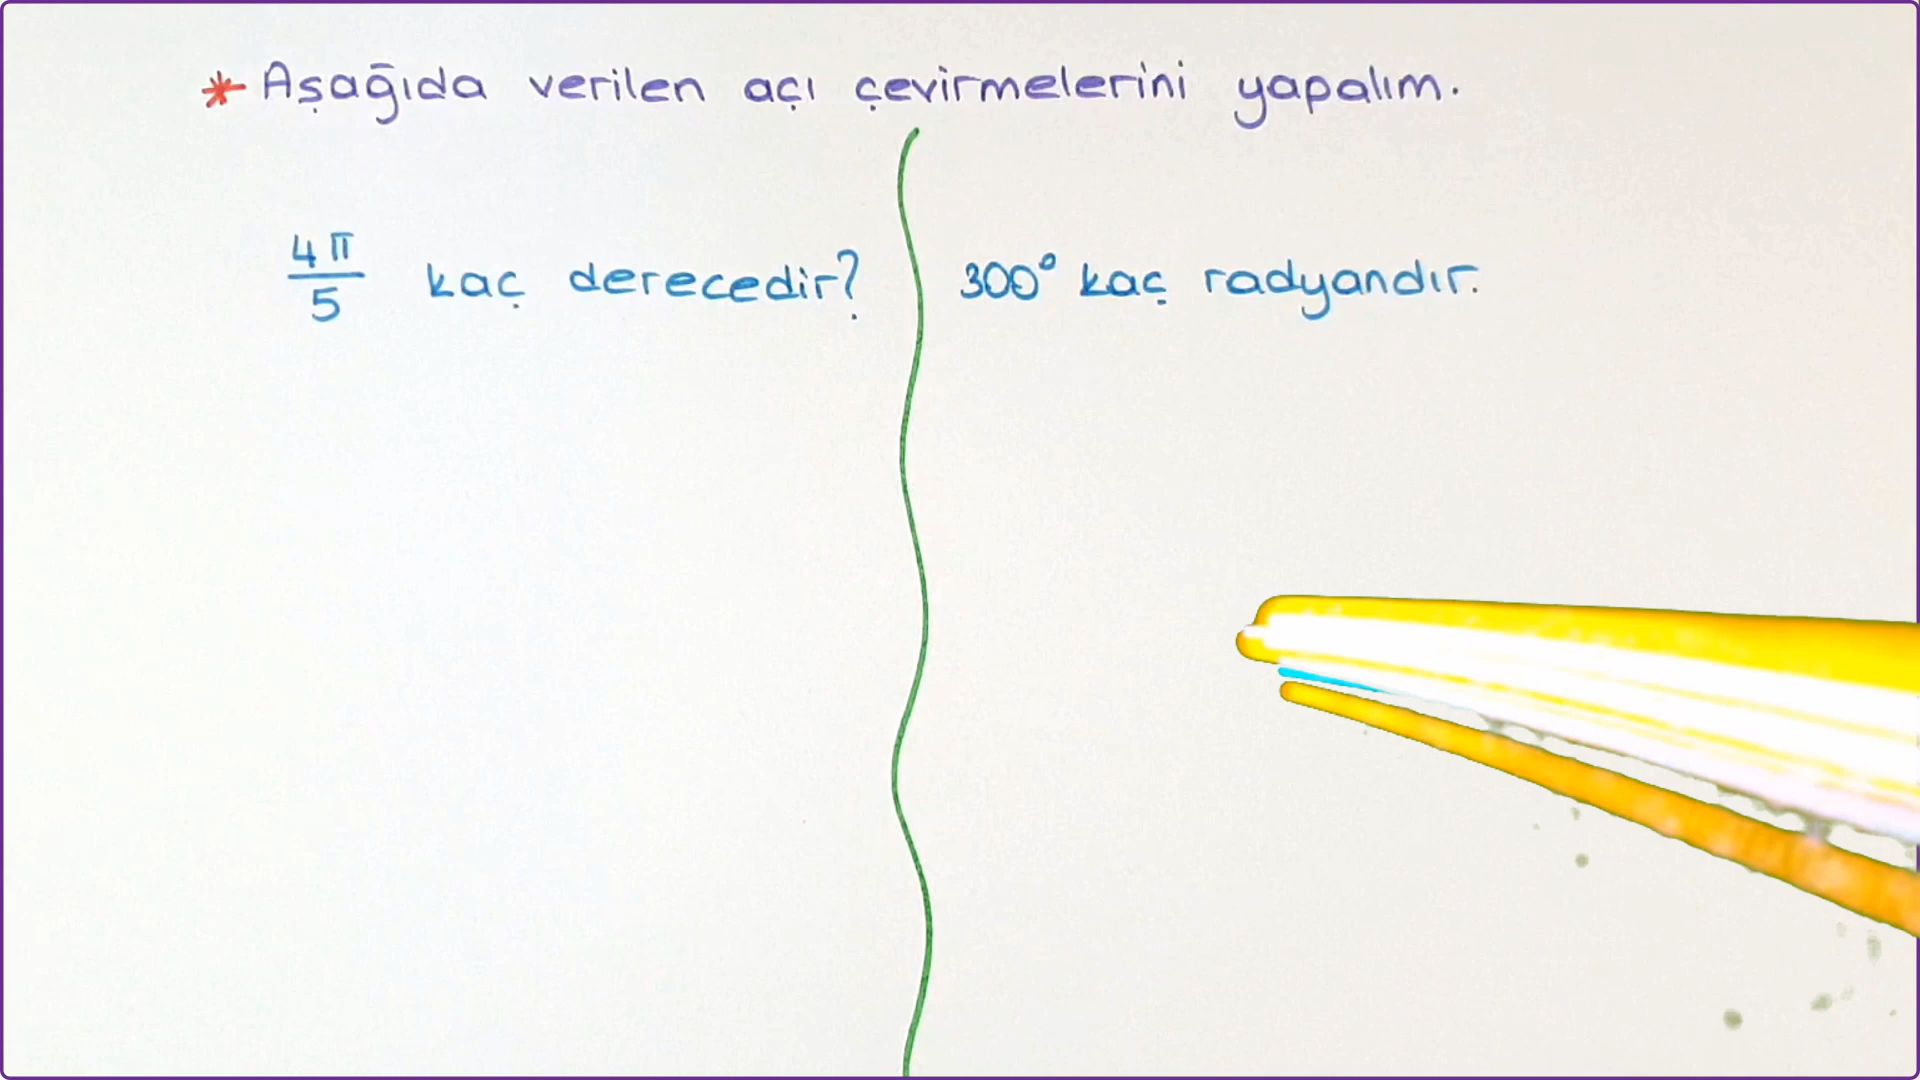 * Aşağıda verilen açı çevirmelerini yapalım.
4π/5 kaç derecedir?
300° kaç radyandır.